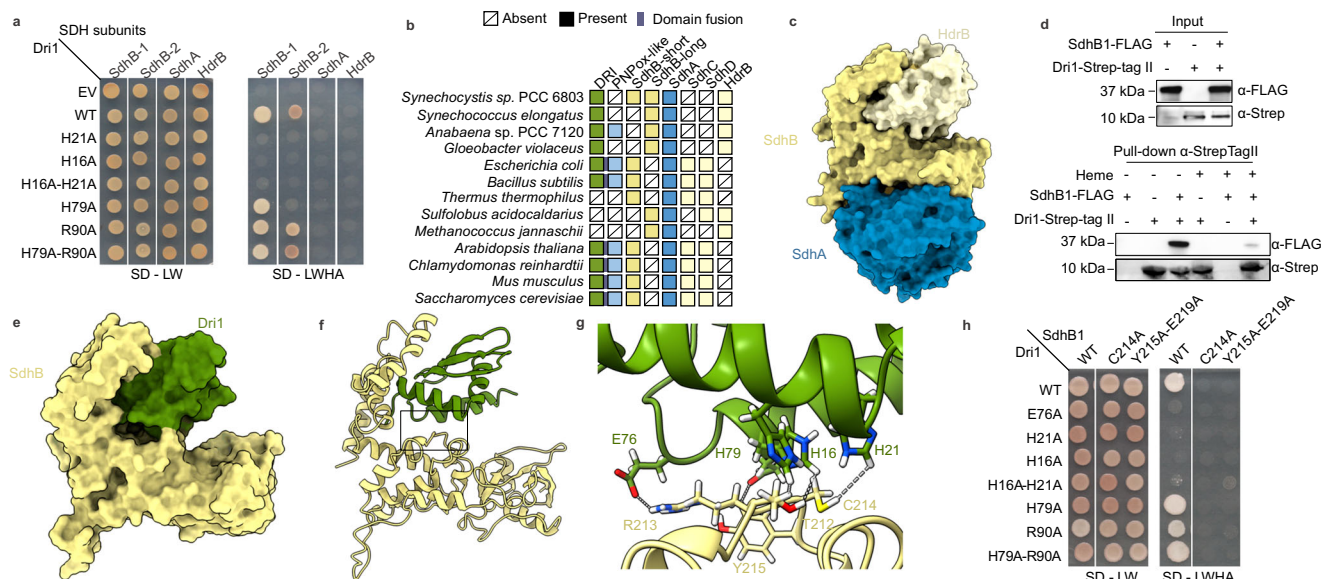 a
SDH subunits
Dri1
SdhB-1
SdhB-2
SdhA
HdrB
SdhB-1
SdhB-2
SdhA
HdrB
EV
WT
H21A
H16A
H16A-H21A
H79A
R90A
H79A-R90A
SD - LW
SD - LWHA
b
Absent
Present
Domain fusion
DRI
PNPox-like
SdhB-short
SdhB-long
SdhA
SdhC
SdhD
HdrB
Synechocystis sp. PCC 6803
Synechococcus elongatus
Anabaena sp. PCC 7120
Gloeobacter violaceus
Escherichia coli
Bacillus subtilis
Thermus thermophilus
Sulfolobus acidocaldarius
Methanococcus jannaschii
Arabidopsis thaliana
Chlamydomonas reinhardtii
Mus musculus
Saccharomyces cerevisiae
c
HdrB
SdhB
SdhA
d
Input
SdhB1-FLAG + - +
Dri1-Strep-tag II - + +
37 kDa
α-FLAG
10 kDa
α-Strep
Pull-down α-StrepTagII
Heme - - - + + +
SdhB1-FLAG + - + - + +
Dri1-Strep-tag II - + + + - +
37 kDa
α-FLAG
10 kDa
α-Strep
e
Dri1
SdhB
f
g
E76
H79
H16
H21
R213
T212
C214
Y215
h
SdhB1
Dri1
WT
C214A
Y215A-E219A
WT
C214A
Y215A-E219A
WT
E76A
H21A
H16A
H16A-H21A
H79A
R90A
H79A-R90A
SD - LW
SD - LWHA